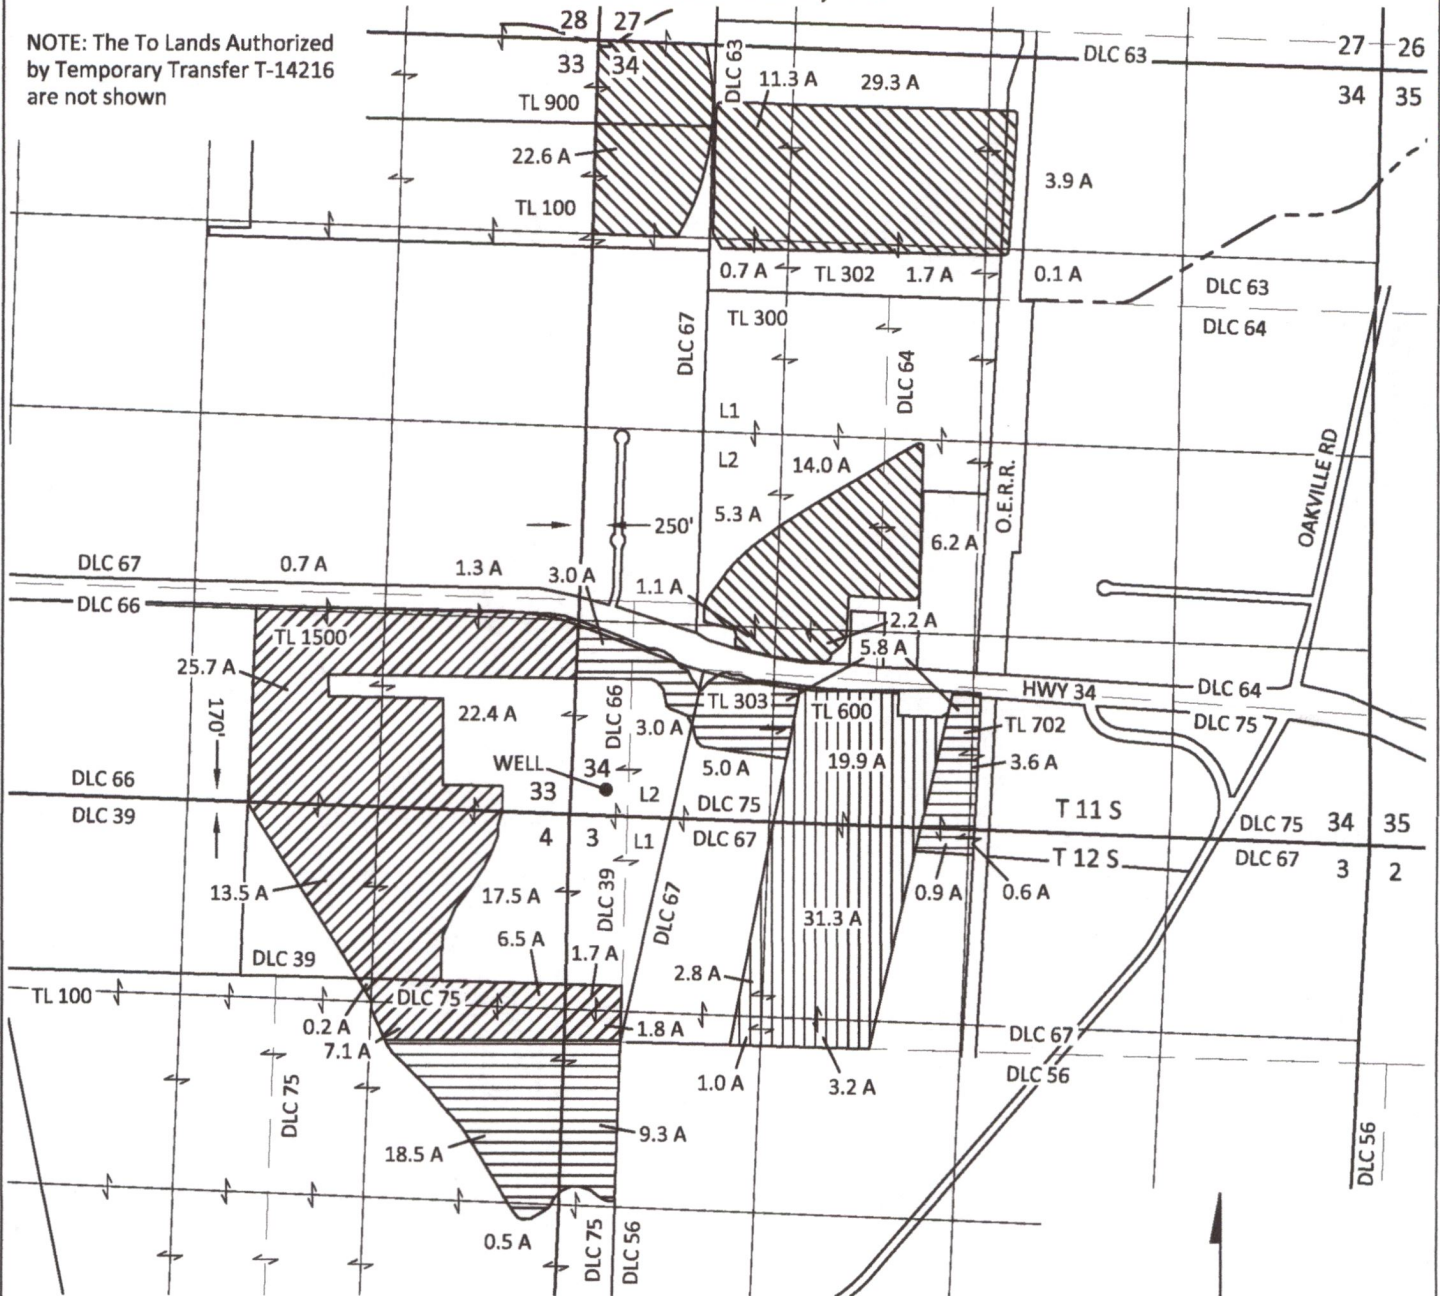 28 27
NOTE: The To Lands Authorized
by Temporary Transfer T-14216
are not shown
33 34
DLC 63
DLC 63
27 26
34 35
11.3 A
29.3 A
TL 900
22.6 A
3.9 A
TL 100
0.7 A
TL 302
1.7 A
0.1 A
DLC 63
DLC 64
TL 300
DLC 67
DLC 64
L1
L2
14.0 A
OAKVILLE RD
O.E.R.R.
5.3 A
250'
6.2 A
DLC 67
0.7 A
1.3 A
3.0 A
1.1 A
DLC 66
2.2 A
TL 1500
5.8 A
25.7 A
HWY 34
DLC 64
DLC 75
170'
22.4 A
DLC 66
3.0 A
TL 303
TL 600
TL 702
WELL
34
33
5.0 A
19.9 A
3.6 A
DLC 66
DLC 39
L2
DLC 75
T 11 S
DLC 75
34 35
4 3
L1
DLC 67
T 12 S
DLC 67
3 2
13.5 A
17.5 A
DLC 39
DLC 67
0.9 A
0.6 A
31.3 A
6.5 A
1.7 A
DLC 39
2.8 A
TL 100
DLC 75
0.2 A
1.8 A
DLC 67
7.1 A
DLC 56
1.0 A
3.2 A
DLC 75
9.3 A
18.5 A
DLC 56
0.5 A
DLC 75
DLC 56